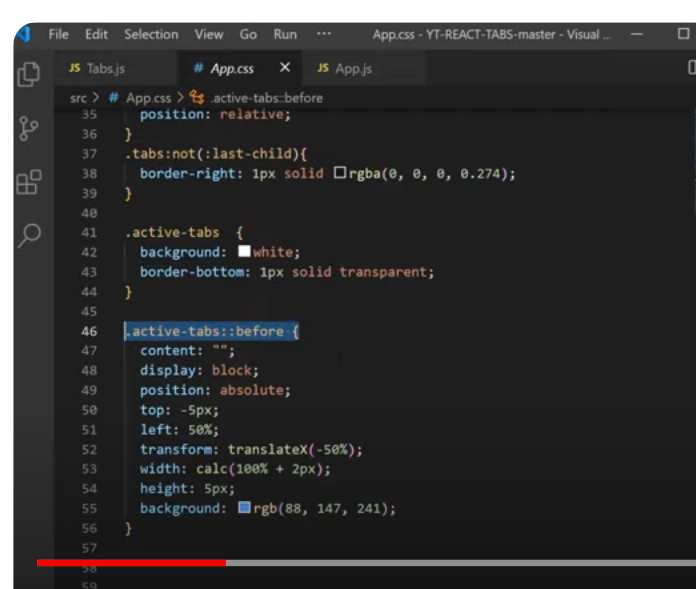 File Edit Selection View Go Run ··· App.css - YT-REACT-TABS-master - Visual ...
JS Tabs.js # App.css × JS App.js
src > # App.css > .active-tabs::before
35 position: relative;
36 }
37 .tabs:not(:last-child){
38 border-right: 1px solid rgba(0, 0, 0, 0.274);
39 }
40
41 .active-tabs {
42 background: white;
43 border-bottom: 1px solid transparent;
44 }
45
46 .active-tabs::before {
47 content: "";
48 display: block;
49 position: absolute;
50 top: -5px;
51 left: 50%;
52 transform: translateX(-50%);
53 width: calc(100% + 2px);
54 height: 5px;
55 background: rgb(88, 147, 241);
56 }
57
58
59